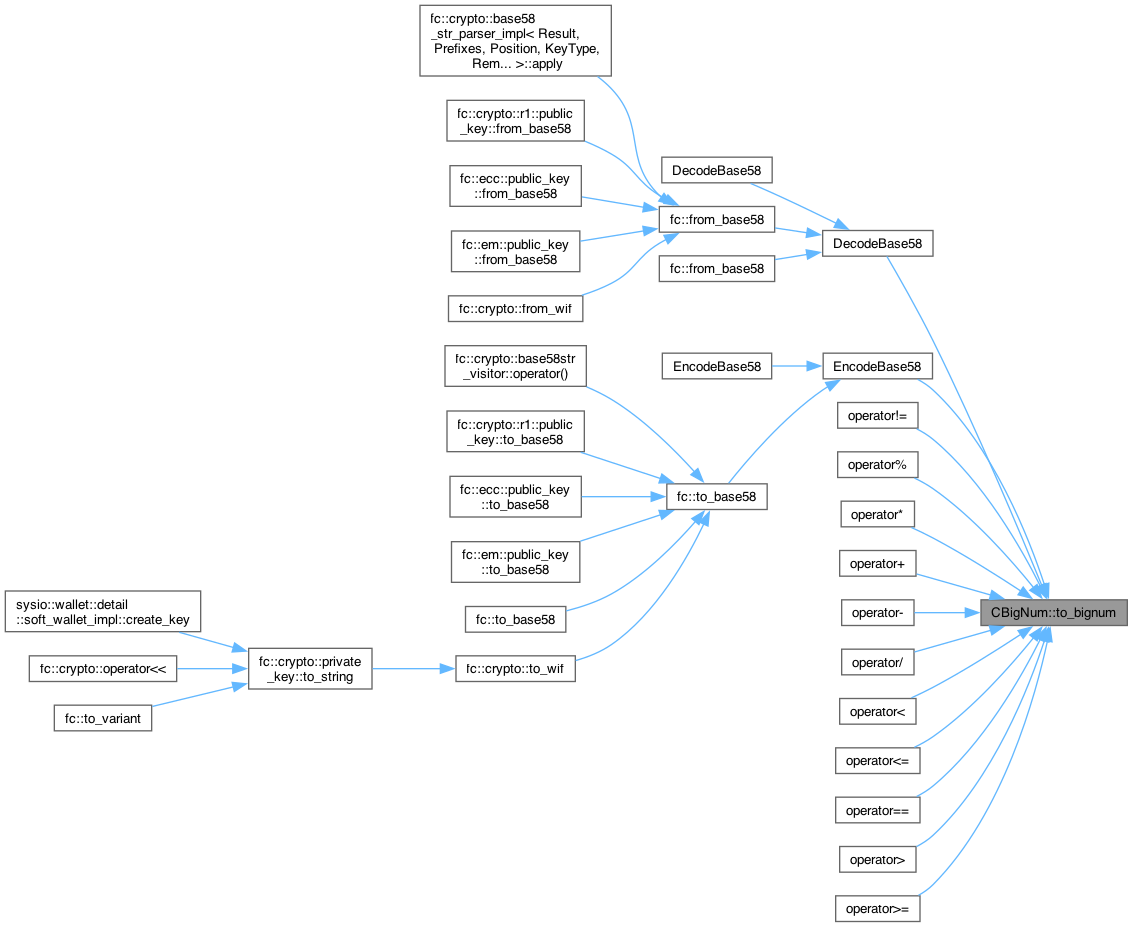 fc::crypto::base58
_str_parser_impl< Result,
Prefixes, Position, KeyType,
Rem... >::apply
fc::crypto::r1::public
_key::from_base58
fc::ecc::public_key
::from_base58
fc::em::public_key
::from_base58
fc::crypto::from_wif
DecodeBase58
fc::from_base58
fc::from_base58
DecodeBase58
fc::crypto::base58str
_visitor::operator()
fc::crypto::r1::public
_key::to_base58
fc::ecc::public_key
::to_base58
fc::em::public_key
::to_base58
fc::to_base58
fc::crypto::to_wif
EncodeBase58
fc::to_base58
EncodeBase58
sysio::wallet::detail
::soft_wallet_impl::create_key
fc::crypto::operator<<
fc::to_variant
fc::crypto::private
_key::to_string
operator!=
operator%
operator*
operator+
operator-
operator/
operator<
operator<=
operator==
operator>
operator>=
CBigNum::to_bignum